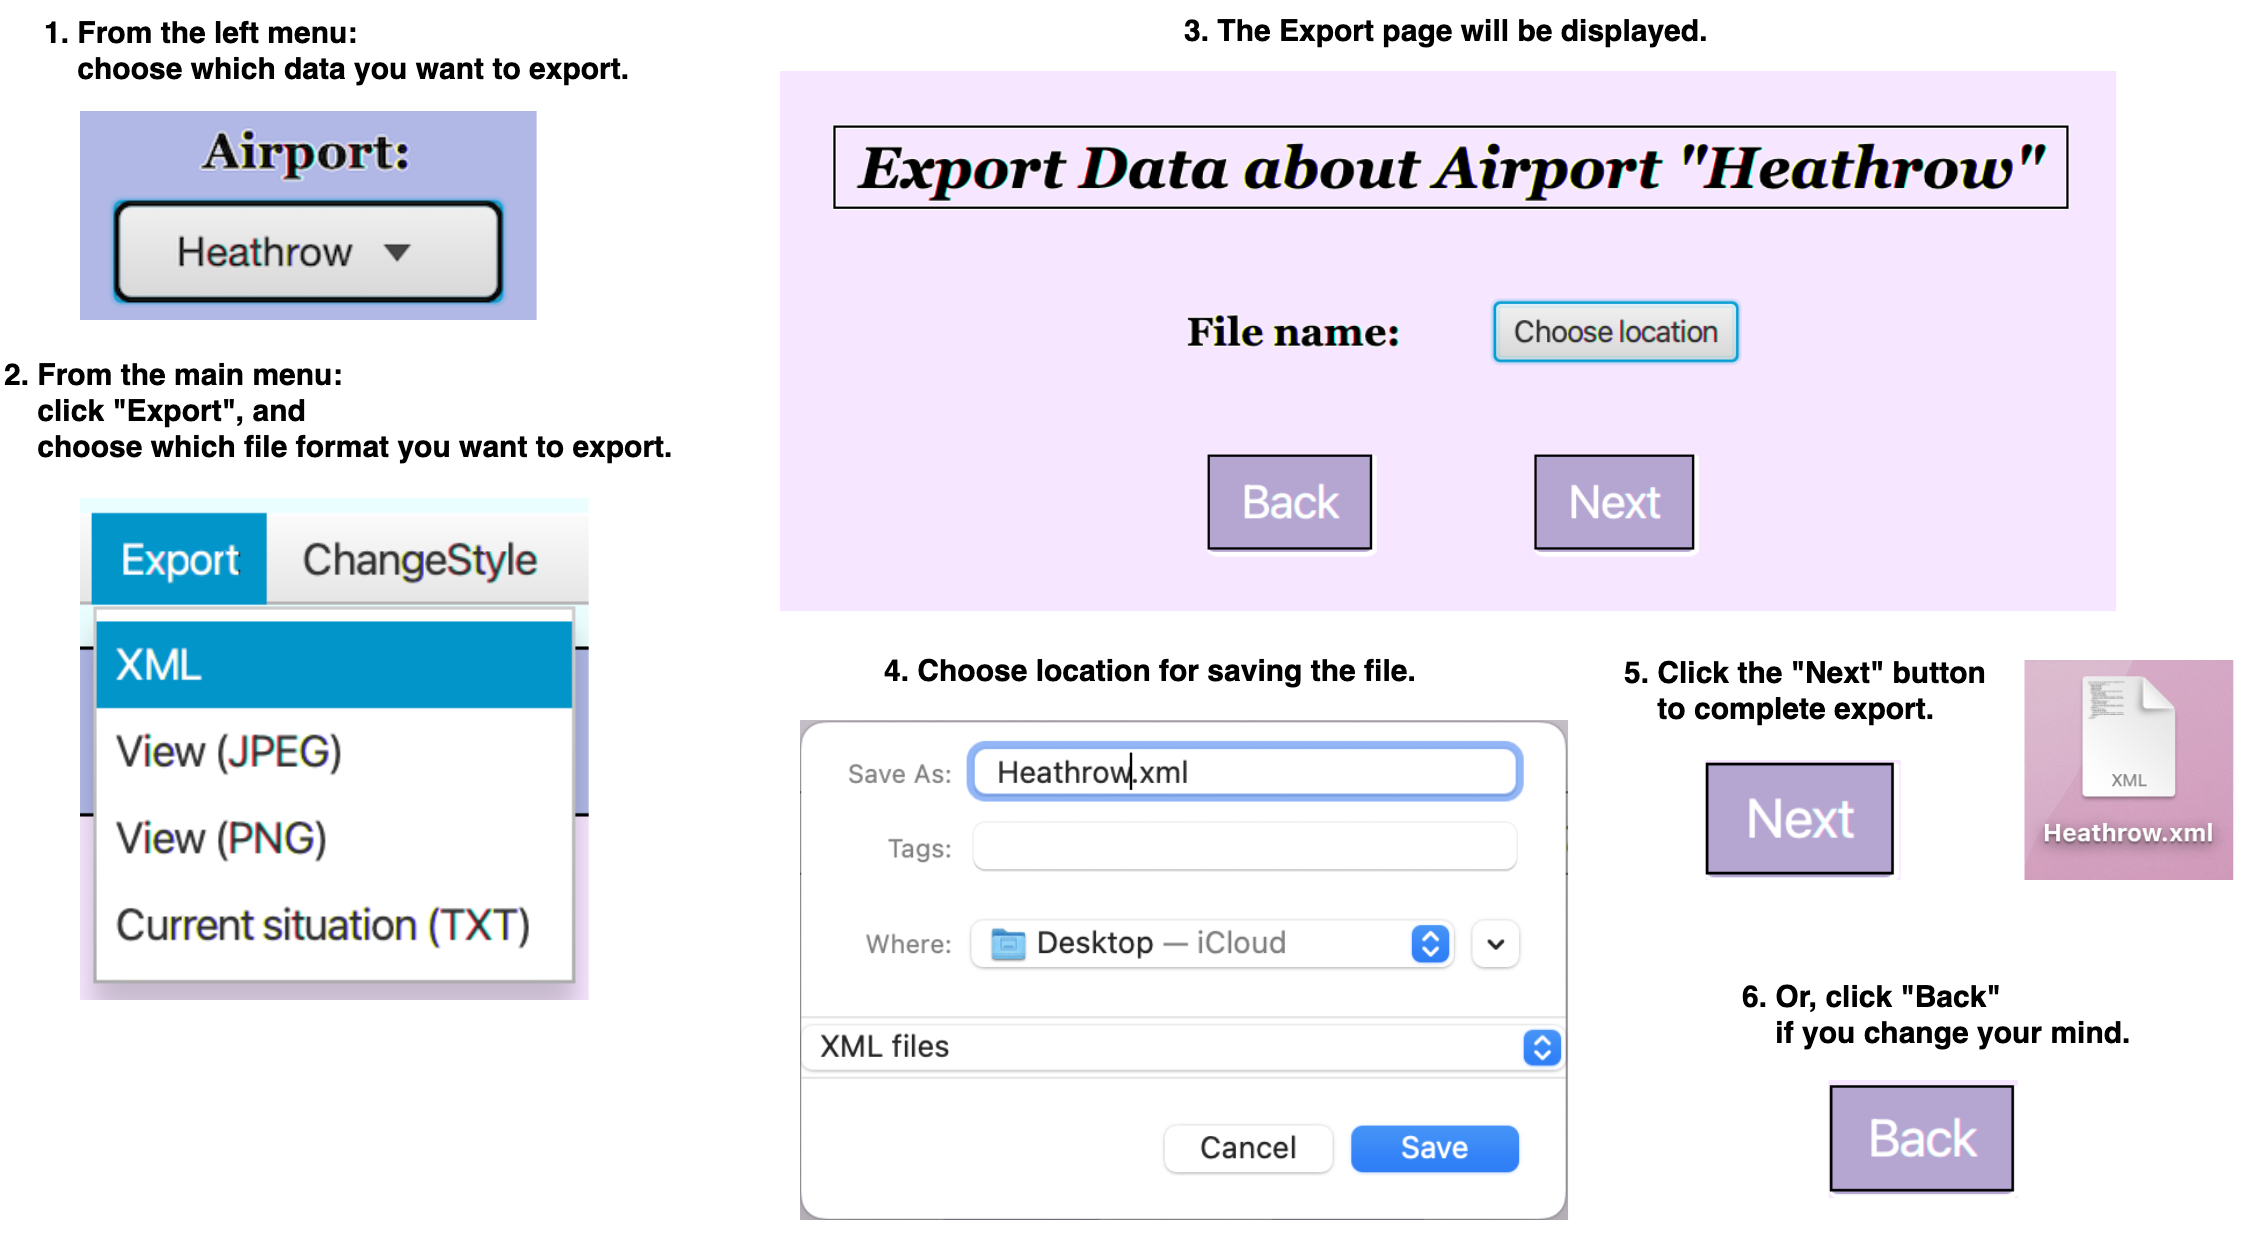 1. From the left menu:
choose which data you want to export.
Airport:
Heathrow
2. From the main menu:
click "Export", and
choose which file format you want to export.
Export ChangeStyle
XML
View (JPEG)
View (PNG)
Current situation (TXT)
3. The Export page will be displayed.
Export Data about Airport "Heathrow"
File name: Choose location
Back Next
4. Choose location for saving the file.
Save As: Heathrow.xml
Tags:
Where: Desktop — iCloud
XML files
Cancel Save
5. Click the "Next" button
to complete export.
Next
XML
Heathrow.xml
6. Or, click "Back"
if you change your mind.
Back